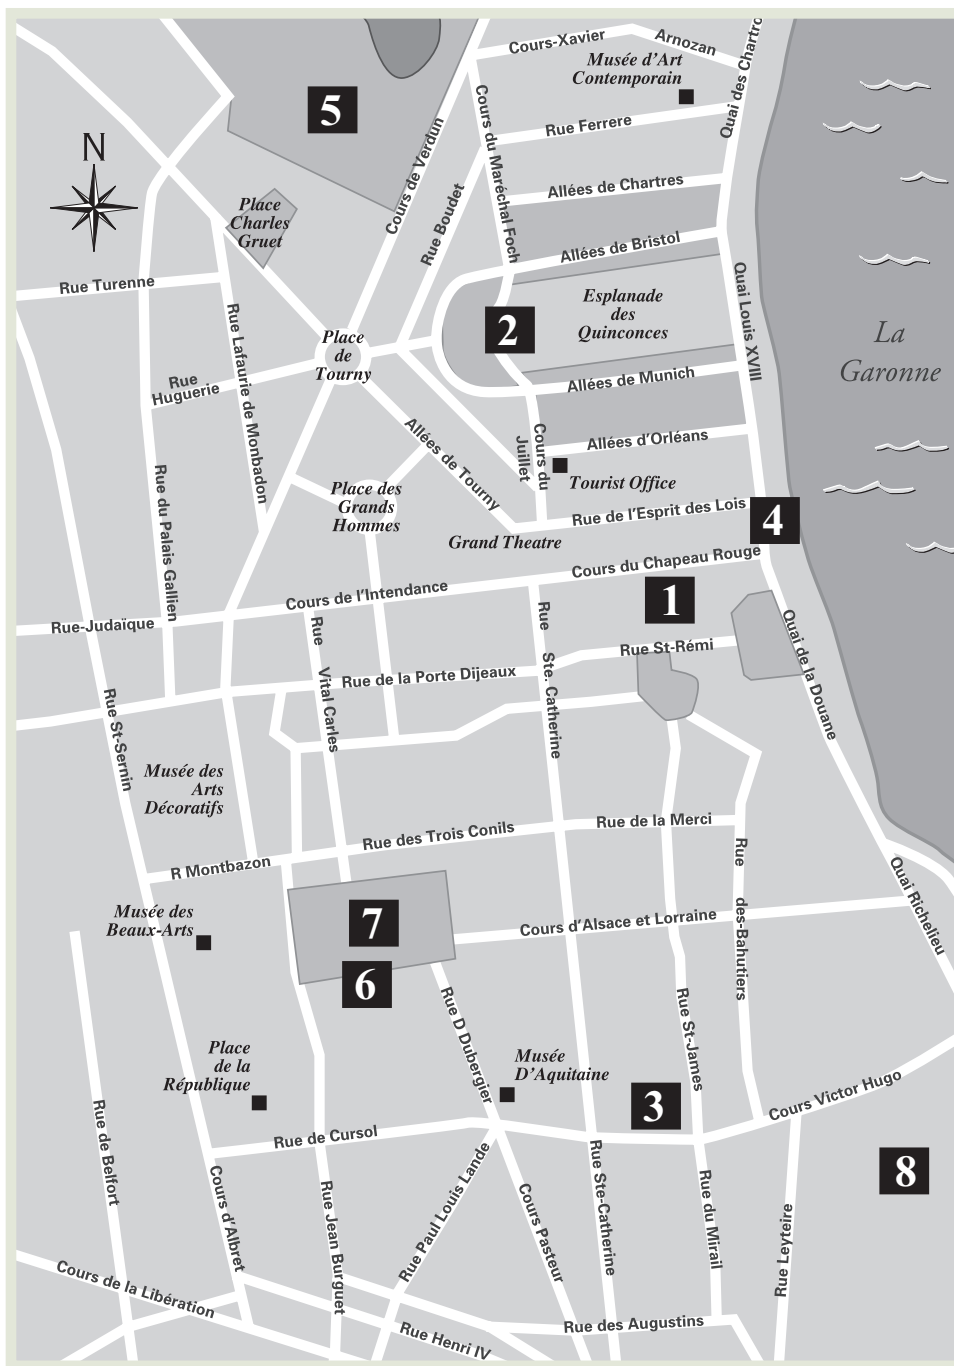 Cours-Xavier
Arnozan
Musée d'Art
Contemporain
Quai des Chartro
5
Cours du Maréchal Foch
Rue Ferrere
N
Cours de Verdun
Allées de Chartres
Rue Boudet
Place
Charles
Gruet
Allées de Bristol
Rue Turenne
Quai Louis XVIII
Esplanade
des
Quinconces
2
Rue Lafaurie de Monbadon
Place
de
Tourny
La
Garonne
Rue
Huguerie
Allées de Munich
Allées de Tourny
Cours du
Juillet
Allées d'Orléans
Rue du Palais Gallien
Tourist Office
Place des
Grands
Hommes
Rue de l'Esprit des Lois
4
Grand Theatre
Cours du Chapeau Rouge
Cours de l'Intendance
1
Rue-Judaïque
Rue Vital Carles
Rue Ste. Catherine
Rue St-Rémi
Quai de la Douane
Rue de la Porte Dijeaux
Rue St-Sernin
Musée des
Arts
Décoratifs
Rue des Trois Conils
Rue de la Merci
Rue des-Bahutiers
R Montbazon
Quai Richelieu
Musée des
Beaux-Arts
7
Cours d'Alsace et Lorraine
6
Rue D Dubergier
Rue St-James
Place
de la
République
Musée
D'Aquitaine
3
Cours Victor Hugo
Rue de Belfort
Rue de Cursol
8
Cours d'Albret
Rue Jean Burguet
Rue Paul Louis Lande
Cours Pasteur
Rue Ste-Catherine
Rue du Mirail
Rue Leyteire
Cours de la Libération
Rue Henri IV
Rue des Augustins